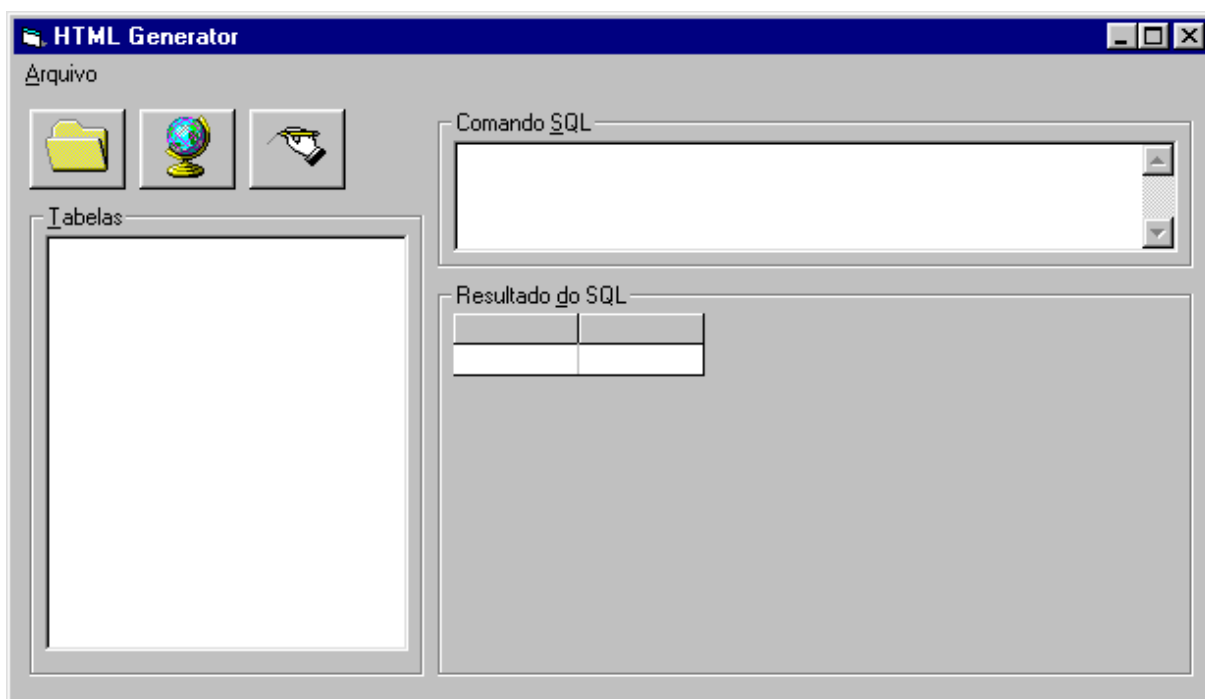 HTML Generator
Arquivo
Comando SQL
Tabelas
Resultado do SQL